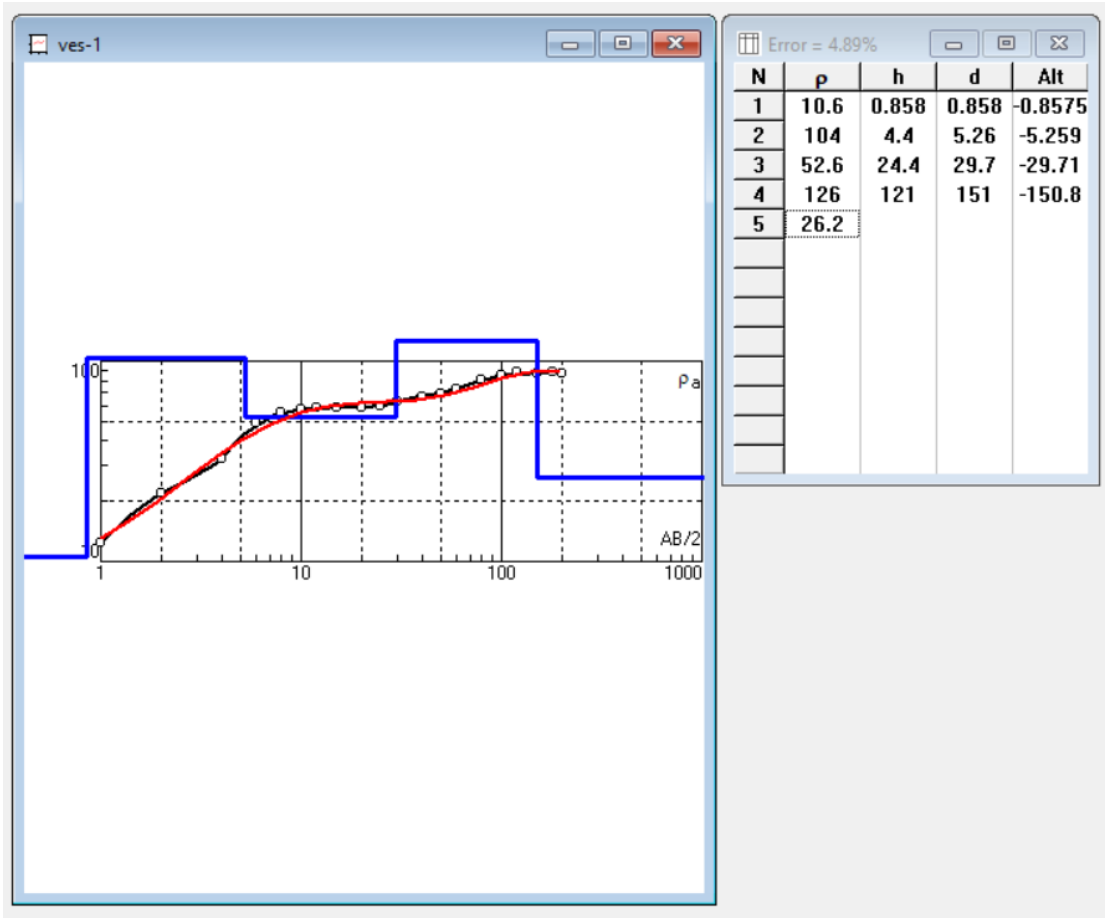 ves-1
100
ρa
10
AB/2
1 10 100 1000
Error = 4.89%
N ρ h d Alt
1 10.6 0.858 0.858 -0.8575
2 104 4.4 5.26 -5.259
3 52.6 24.4 29.7 -29.71
4 126 121 151 -150.8
5 26.2